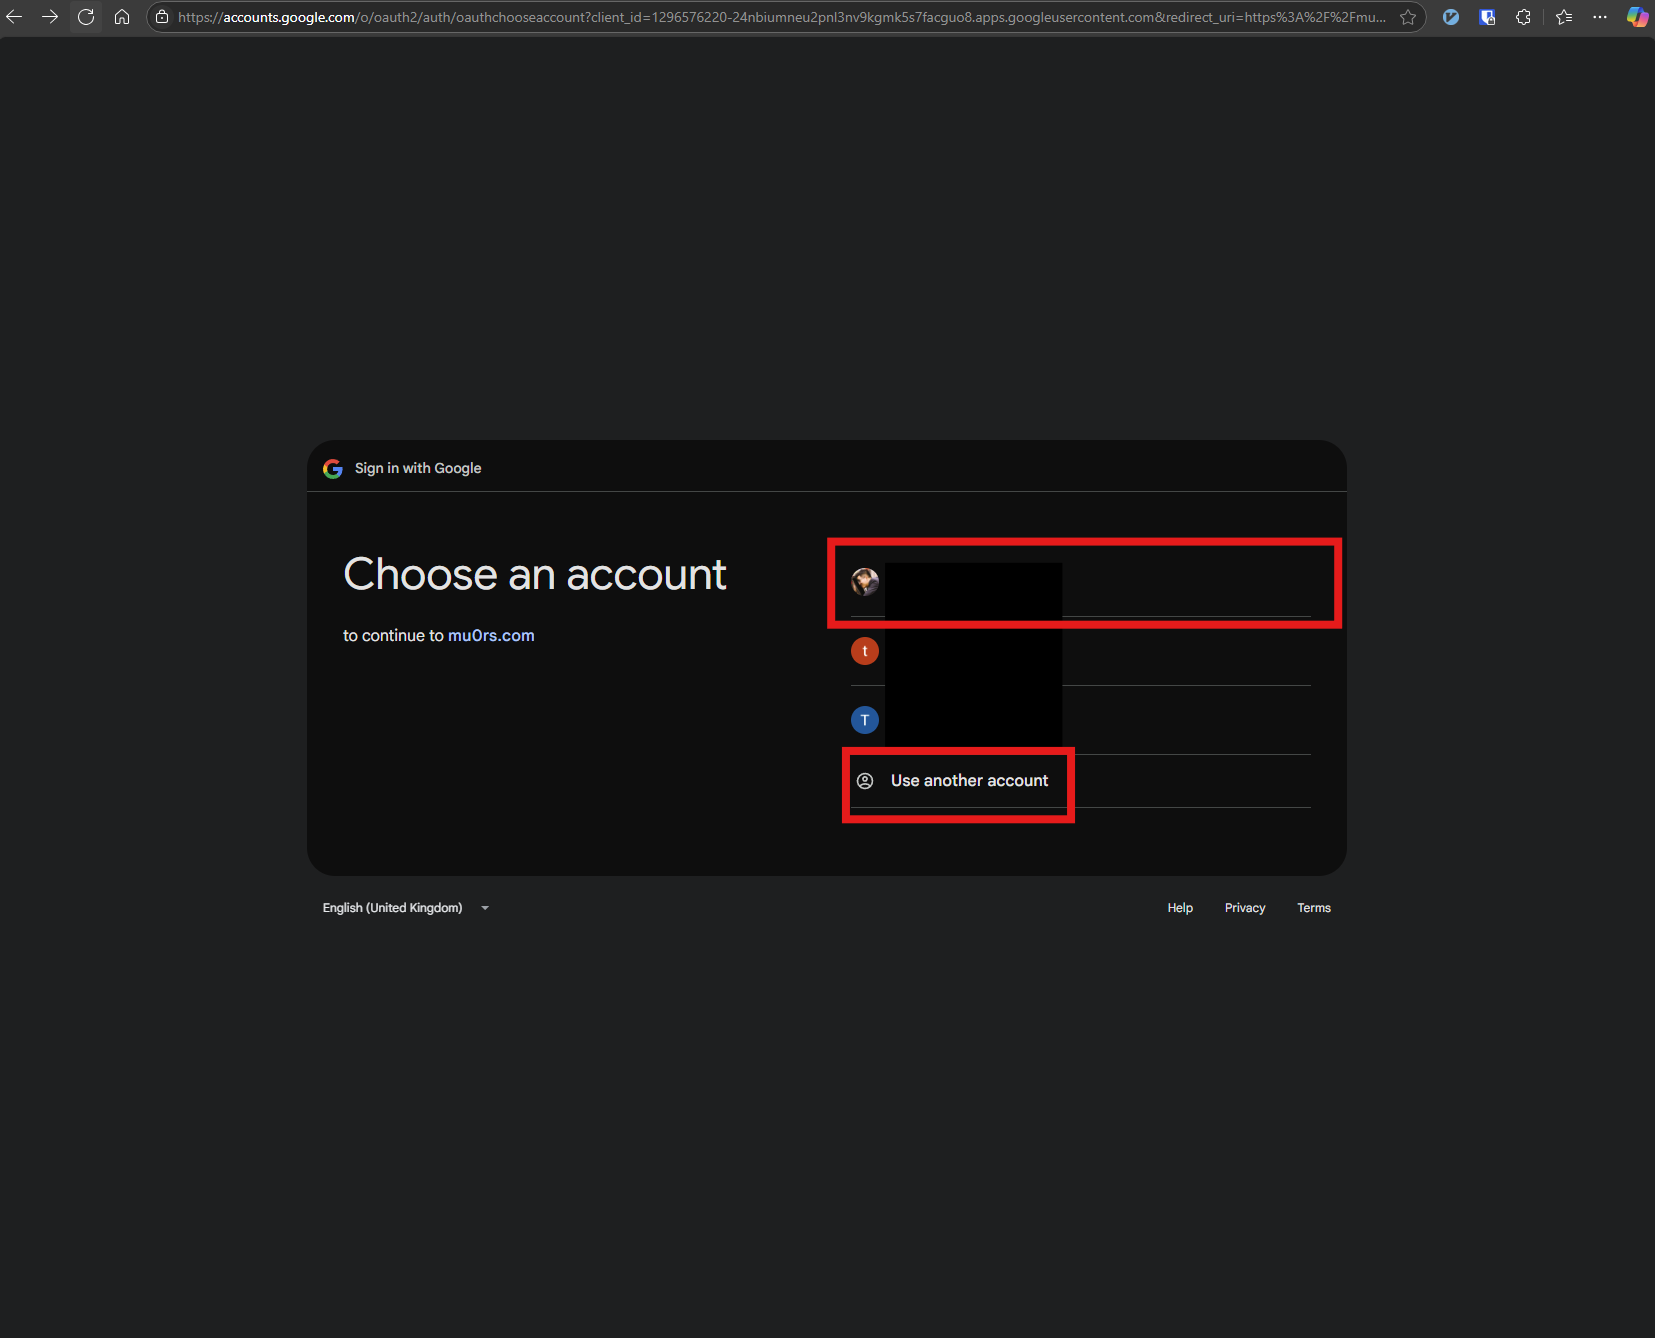 https://accounts.google.com/o/oauth2/auth/oauthchooseaccount?client_id=1296576220-24nbiumneu2pnl3nv9kgmk5s7facguo8.apps.googleusercontent.com&redirect_uri=https%3A%2F%2Fmu...
Sign in with Google
Choose an account
to continue to mu0rs.com
t
T
Use another account
English (United Kingdom)
Help Privacy Terms